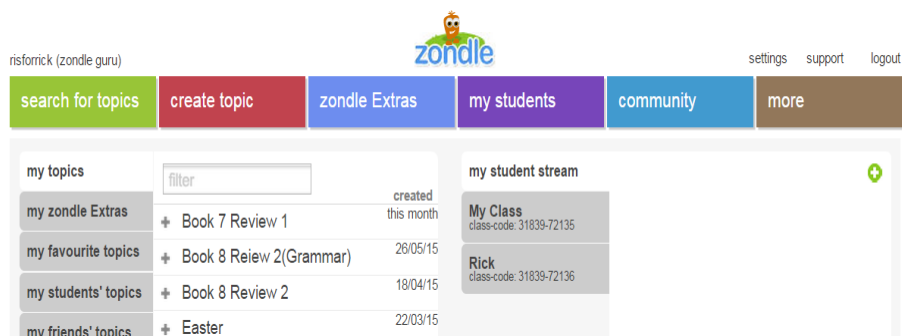 zondle
risforrick (zondle guru)
settings support logout
search for topics create topic zondle Extras my students community more
my topics
my zondle Extras
my favourite topics
my students' topics
my friends' topics
filter
created
Book 7 Review 1 this month
Book 8 Reiew 2(Grammar) 26/05/15
Book 8 Review 2 18/04/15
Easter 22/03/15
my student stream
My Class
class-code: 31839-72135
Rick
class-code: 31839-72136